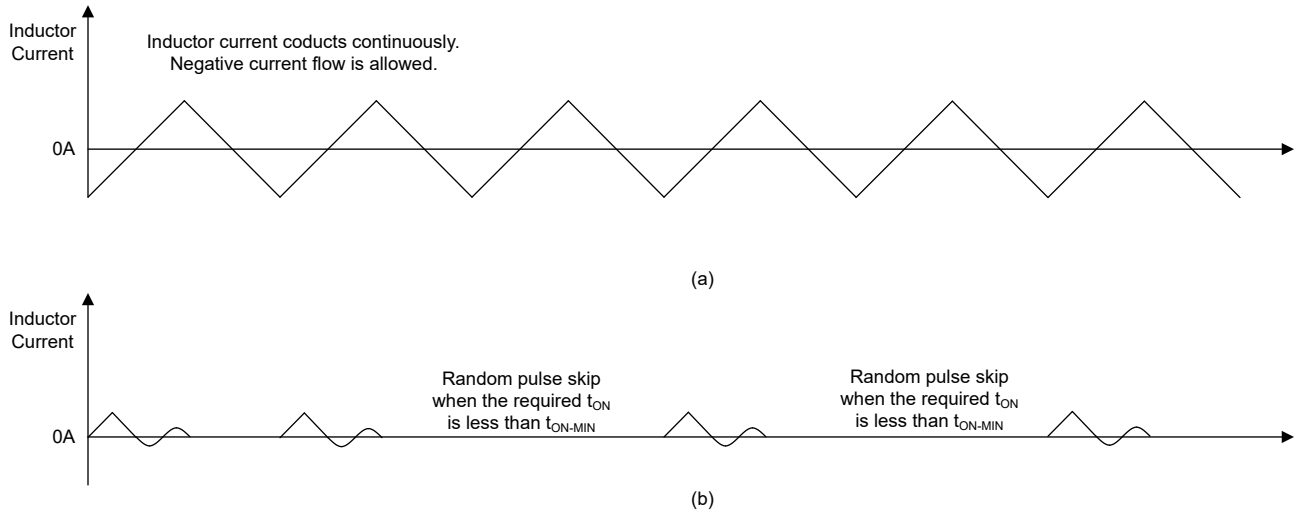 Inductor
Current
Inductor current coducts continuously.
Negative current flow is allowed.
0A
(a)
Inductor
Current
Random pulse skip
when the required tON
is less than tON-MIN
Random pulse skip
when the required tON
is less than tON-MIN
0A
(b)